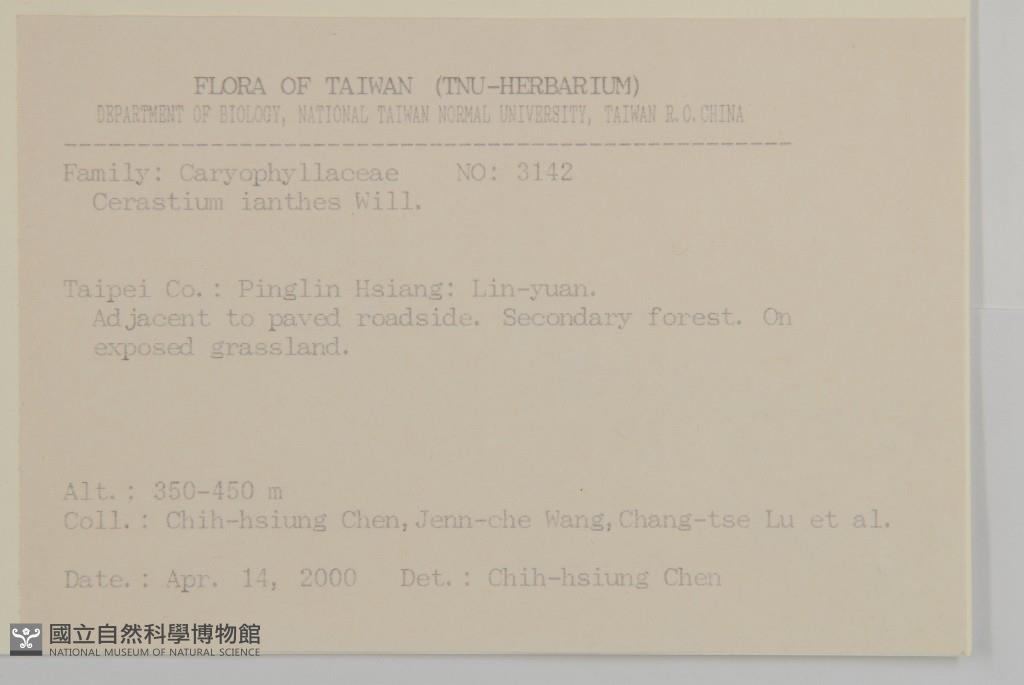 FLORA OF TAIWAN (TNU-HERBARIUM)
DEPARTMENT OF BIOLOGY, NATIONAL TAIWAN NORMAL UNIVERSITY, TAIWAN R.O.CHINA
Family: Caryophyllaceae NO: 3142
Cerastium ianthes Will.
Taipei Co.: Pinglin Hsiang: Lin-yuan.
Adjacent to paved roadside. Secondary forest. On
exposed grassland.
Alt.: 350-450 m
Coll.: Chih-hsiung Chen, Jenn-che Wang, Chang-tse Lu et al.
Date.: Apr. 14, 2000 Det.: Chih-hsiung Chen
國立自然科學博物館
NATIONAL MUSEUM OF NATURAL SCIENCE